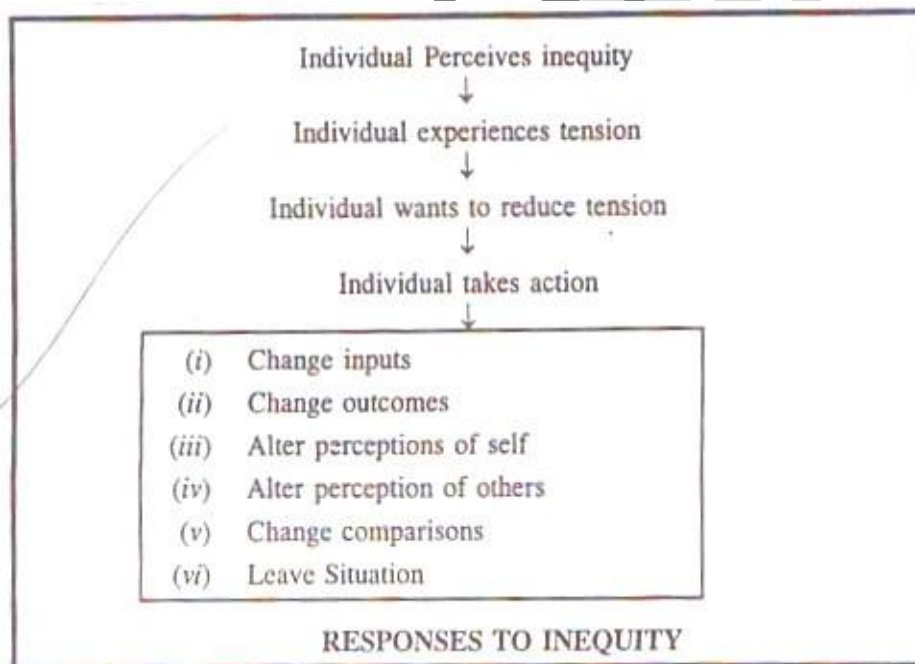 Individual Perceives inequity
↓
Individual experiences tension
↓
Individual wants to reduce tension
↓
Individual takes action
↓
(i) Change inputs
(ii) Change outcomes
(iii) Alter perceptions of self
(iv) Alter perception of others
(v) Change comparisons
(vi) Leave Situation
RESPONSES TO INEQUITY